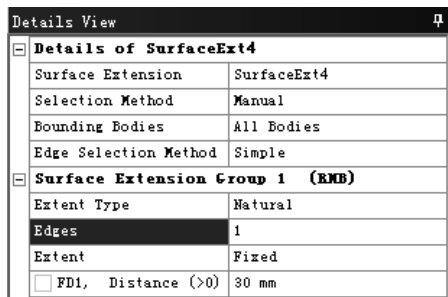 Details View
Details of SurfaceExt4
Surface Extension SurfaceExt4
Selection Method Manual
Bounding Bodies All Bodies
Edge Selection Method Simple
Surface Extension Group 1 (RMB)
Extent Type Natural
Edges 1
Extent Fixed
FD1, Distance (>0) 30 mm